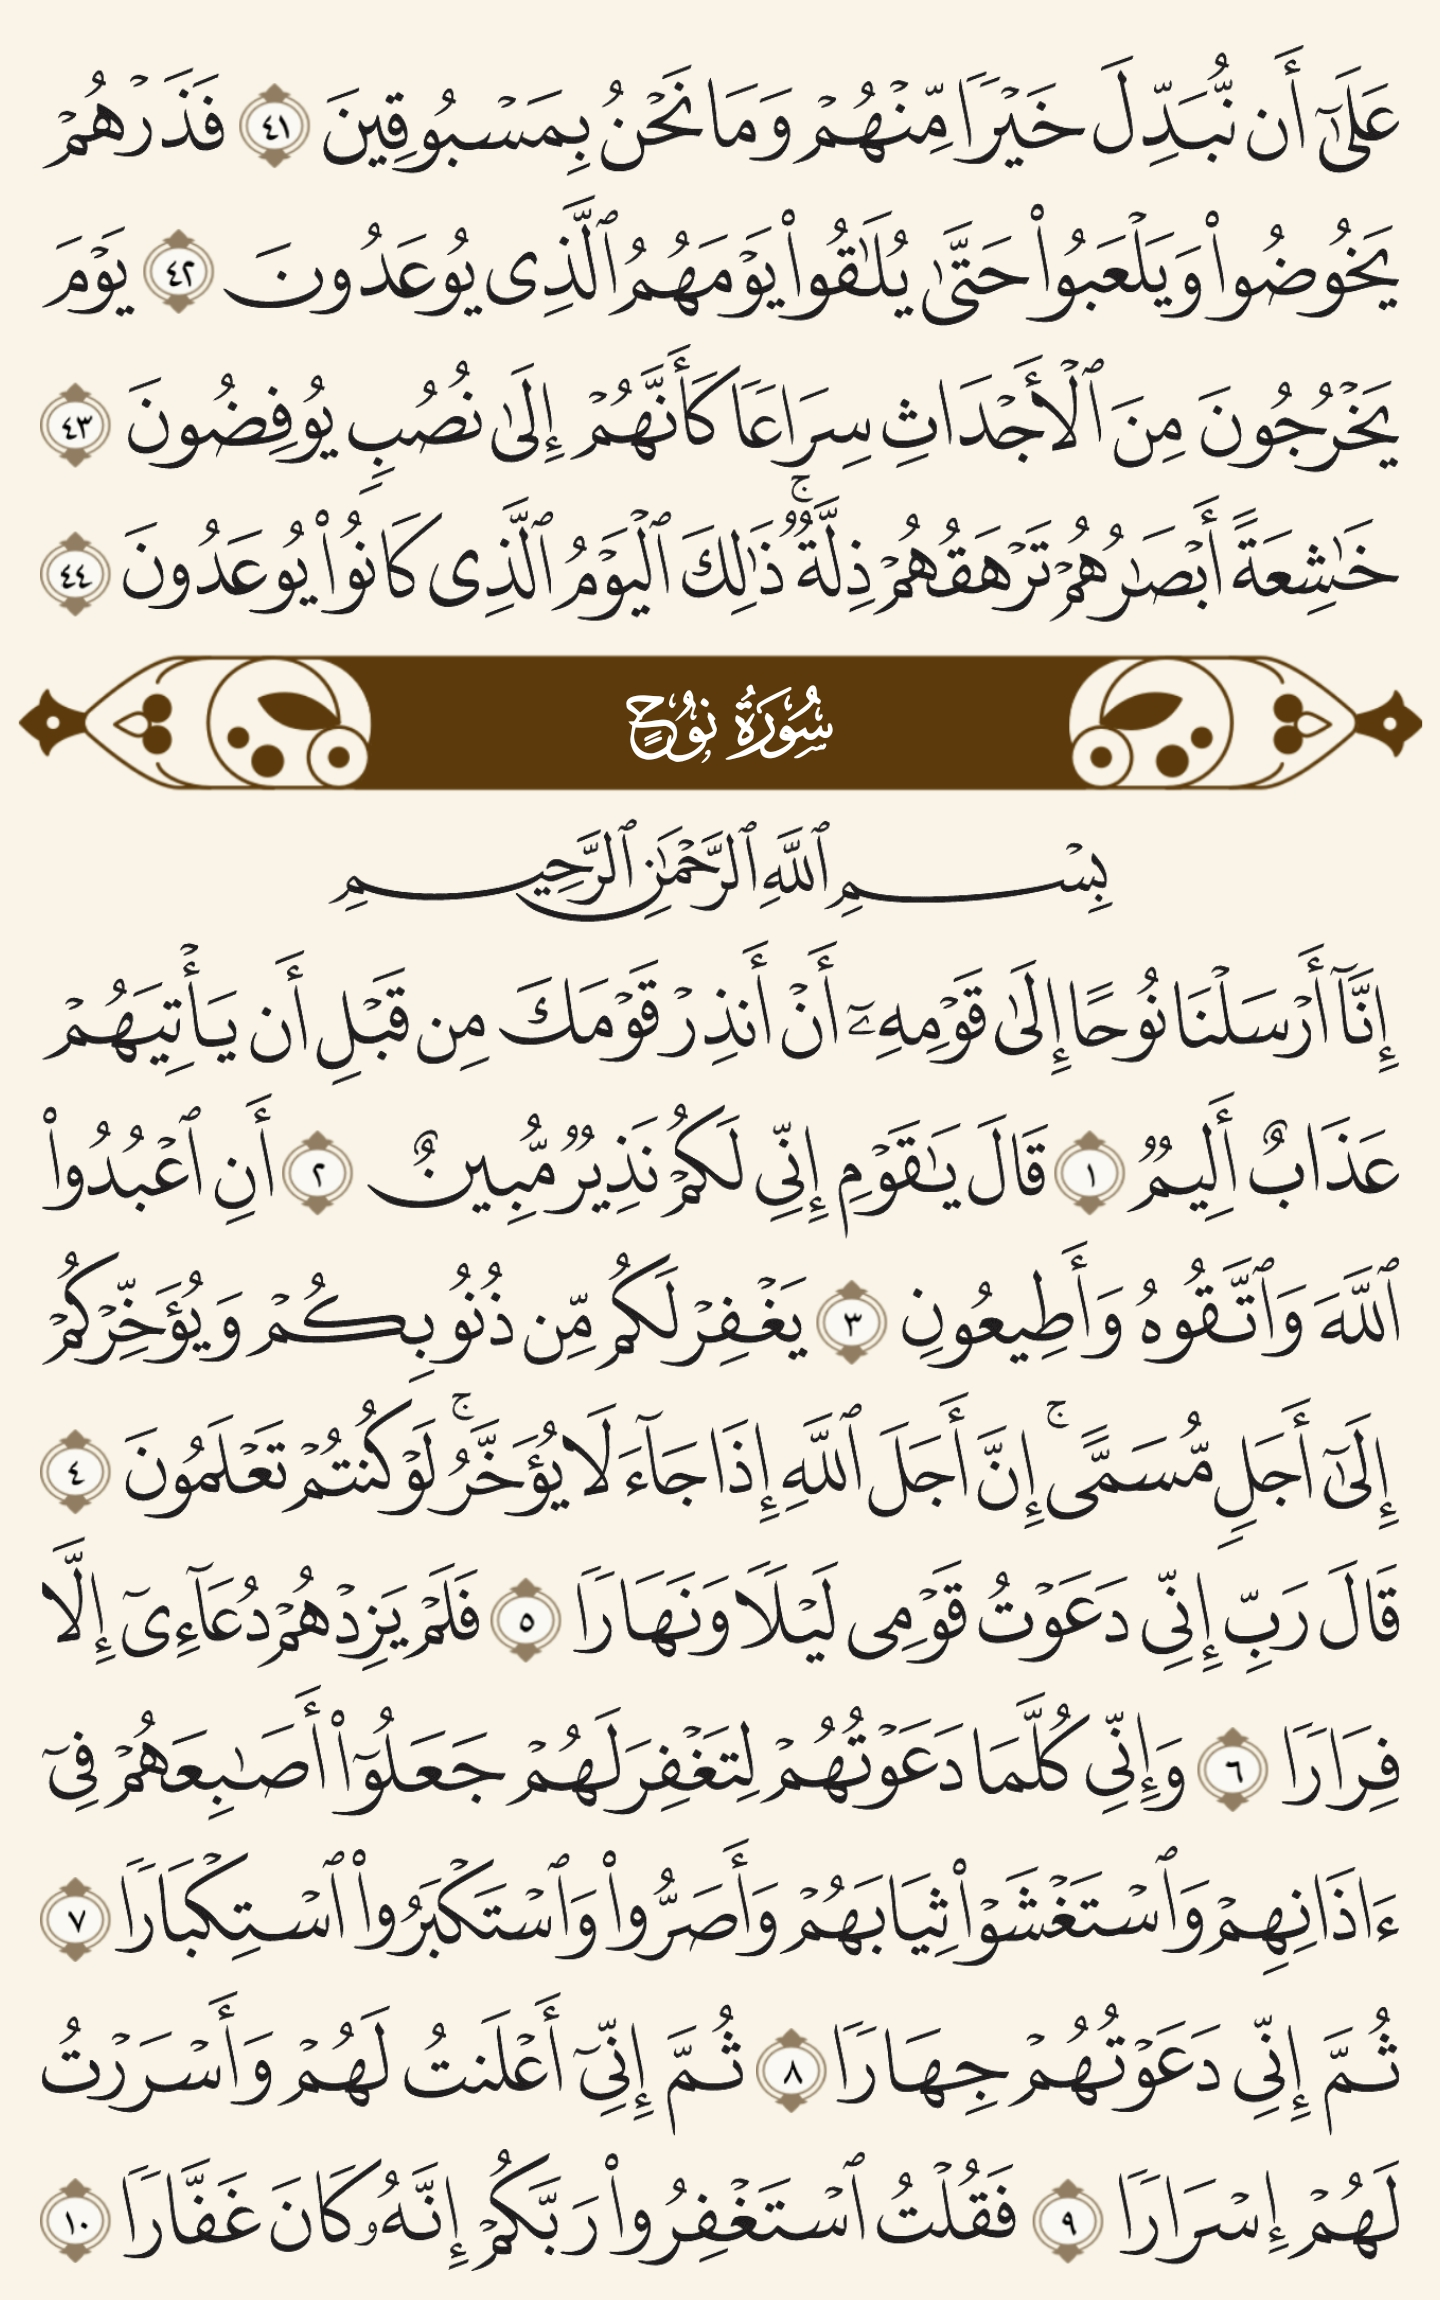 عَلَىٰٓ أَن نُّبَدِّلَ خَيْرًا مِّنْهُمْ وَمَا نَحْنُ بِمَسْبُوقِينَ ٤١ فَذَرْهُمْ
يَخُوضُوا۟ وَيَلْعَبُوا۟ حَتَّىٰ يُلَٰقُوا۟ يَوْمَهُمُ ٱلَّذِى يُوعَدُونَ ٤٢ يَوْمَ
يَخْرُجُونَ مِنَ ٱلْأَجْدَاثِ سِرَاعًا كَأَنَّهُمْ إِلَىٰ نُصُبٍ يُوفِضُونَ ٤٣
خَٰشِعَةً أَبْصَٰرُهُمْ تَرْهَقُهُمْ ذِلَّةٌ ۚ ذَٰلِكَ ٱلْيَوْمُ ٱلَّذِى كَانُوا۟ يُوعَدُونَ ٤٤
سُورَةُ نُوحٍ
بِسْمِ ٱللَّهِ ٱلرَّحْمَٰنِ ٱلرَّحِيمِ
إِنَّآ أَرْسَلْنَا نُوحًا إِلَىٰ قَوْمِهِۦٓ أَنْ أَنذِرْ قَوْمَكَ مِن قَبْلِ أَن يَأْتِيَهُمْ
عَذَابٌ أَلِيمٌ ١ قَالَ يَٰقَوْمِ إِنِّى لَكُمْ نَذِيرٌ مُّبِينٌ ٢ أَنِ ٱعْبُدُوا۟
ٱللَّهَ وَٱتَّقُوهُ وَأَطِيعُونِ ٣ يَغْفِرْ لَكُم مِّن ذُنُوبِكُمْ وَيُؤَخِّرْكُمْ
إِلَىٰٓ أَجَلٍ مُّسَمًّى ۚ إِنَّ أَجَلَ ٱللَّهِ إِذَا جَآءَ لَا يُؤَخَّرُ ۖ لَوْ كُنتُمْ تَعْلَمُونَ ٤
قَالَ رَبِّ إِنِّى دَعَوْتُ قَوْمِى لَيْلًا وَنَهَارًا ٥ فَلَمْ يَزِدْهُمْ دُعَآءِىٓ إِلَّا
فِرَارًا ٦ وَإِنِّى كُلَّمَا دَعَوْتُهُمْ لِتَغْفِرَ لَهُمْ جَعَلُوٓا۟ أَصَٰبِعَهُمْ فِىٓ
ءَاذَانِهِمْ وَٱسْتَغْشَوْا۟ ثِيَابَهُمْ وَأَصَرُّوا۟ وَٱسْتَكْبَرُوا۟ ٱسْتِكْبَارًا ٧
ثُمَّ إِنِّى دَعَوْتُهُمْ جِهَارًا ٨ ثُمَّ إِنِّىٓ أَعْلَنتُ لَهُمْ وَأَسْرَرْتُ
لَهُمْ إِسْرَارًا ٩ فَقُلْتُ ٱسْتَغْفِرُوا۟ رَبَّكُمْ إِنَّهُۥ كَانَ غَفَّارًا ١٠